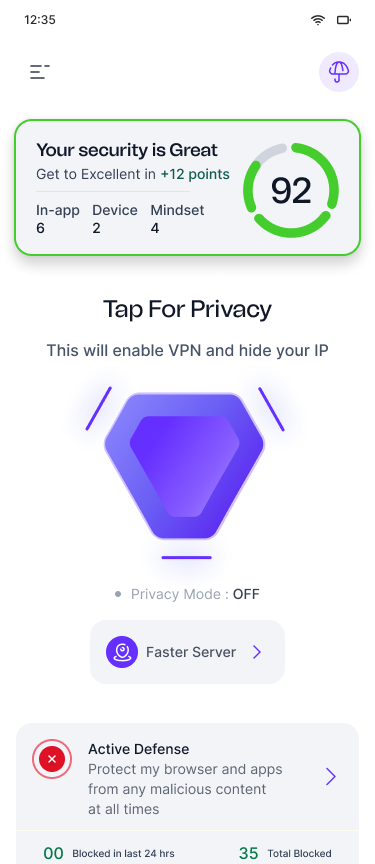 12:35
Your security is Great
Get to Excellent in +12 points
In-app Device Mindset
6 2 4
92
Tap For Privacy
This will enable VPN and hide your IP
Privacy Mode : OFF
Faster Server
Active Defense
Protect my browser and apps
from any malicious content
at all times
00 Blocked in last 24 hrs 35 Total Blocked